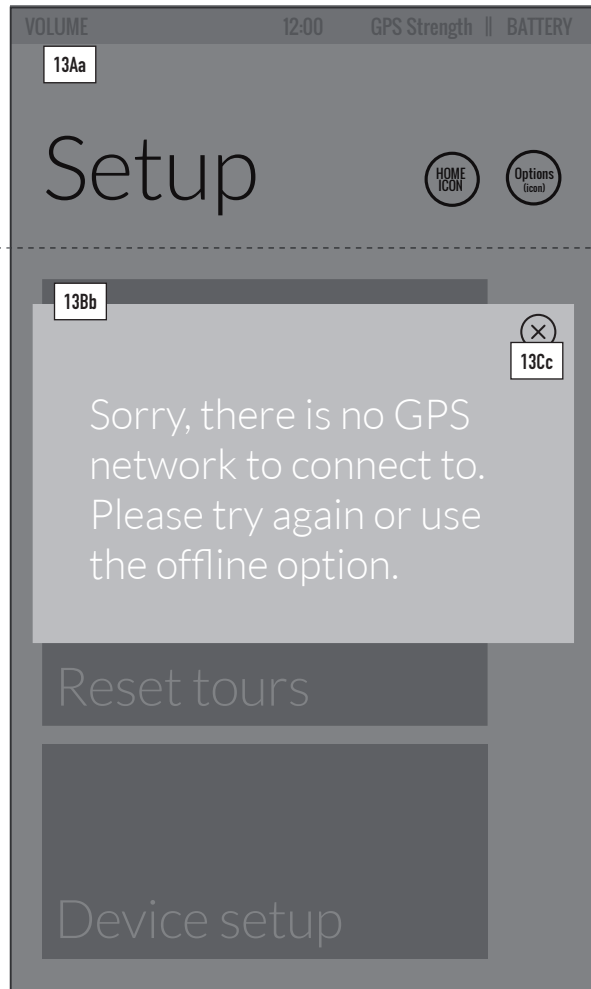 VOLUME 12:00 GPS Strength || BATTERY
13Aa
Setup
HOME
ICON
Options
(icon)
13Bb
13Cc
Sorry, there is no GPS
network to connect to.
Please try again or use
the offline option.
Reset tours
Device setup